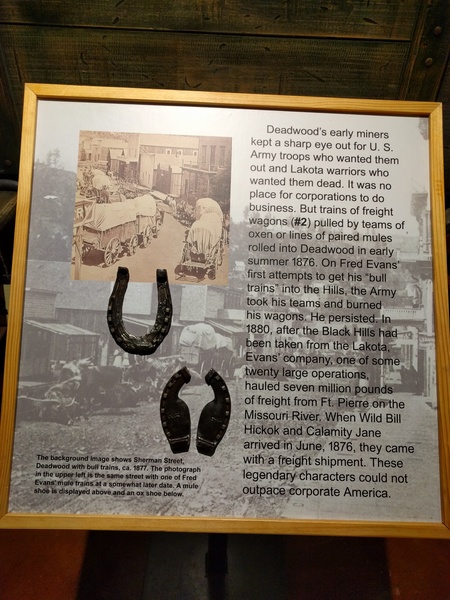 Deadwood's early miners
kept a sharp eye out for U. S.
Army troops who wanted them
out and Lakota warriors who
wanted them dead. It was no
place for corporations to do
business. But trains of freight
wagons (#2) pulled by teams of
oxen or lines of paired mules
rolled into Deadwood in early
summer 1876. On Fred Evans'
first attempts to get his "bull
trains" into the Hills, the Army
took his teams and burned
his wagons. He persisted. In
1880, after the Black Hills had
been taken from the Lakota,
Evans' company, one of some
twenty large operations,
hauled seven million pounds
of freight from Ft. Pierre on the
Missouri River. When Wild Bill
Hickok and Calamity Jane
arrived in June, 1876, they came
with a freight shipment. These
legendary characters could not
outpace corporate America.
The background image shows Sherman Street,
Deadwood with bull trains, ca. 1877. The photograph
in the upper left is the same street with one of Fred
Evans' mule trains at a somewhat later date. A mule
shoe is displayed above and an ox shoe below.